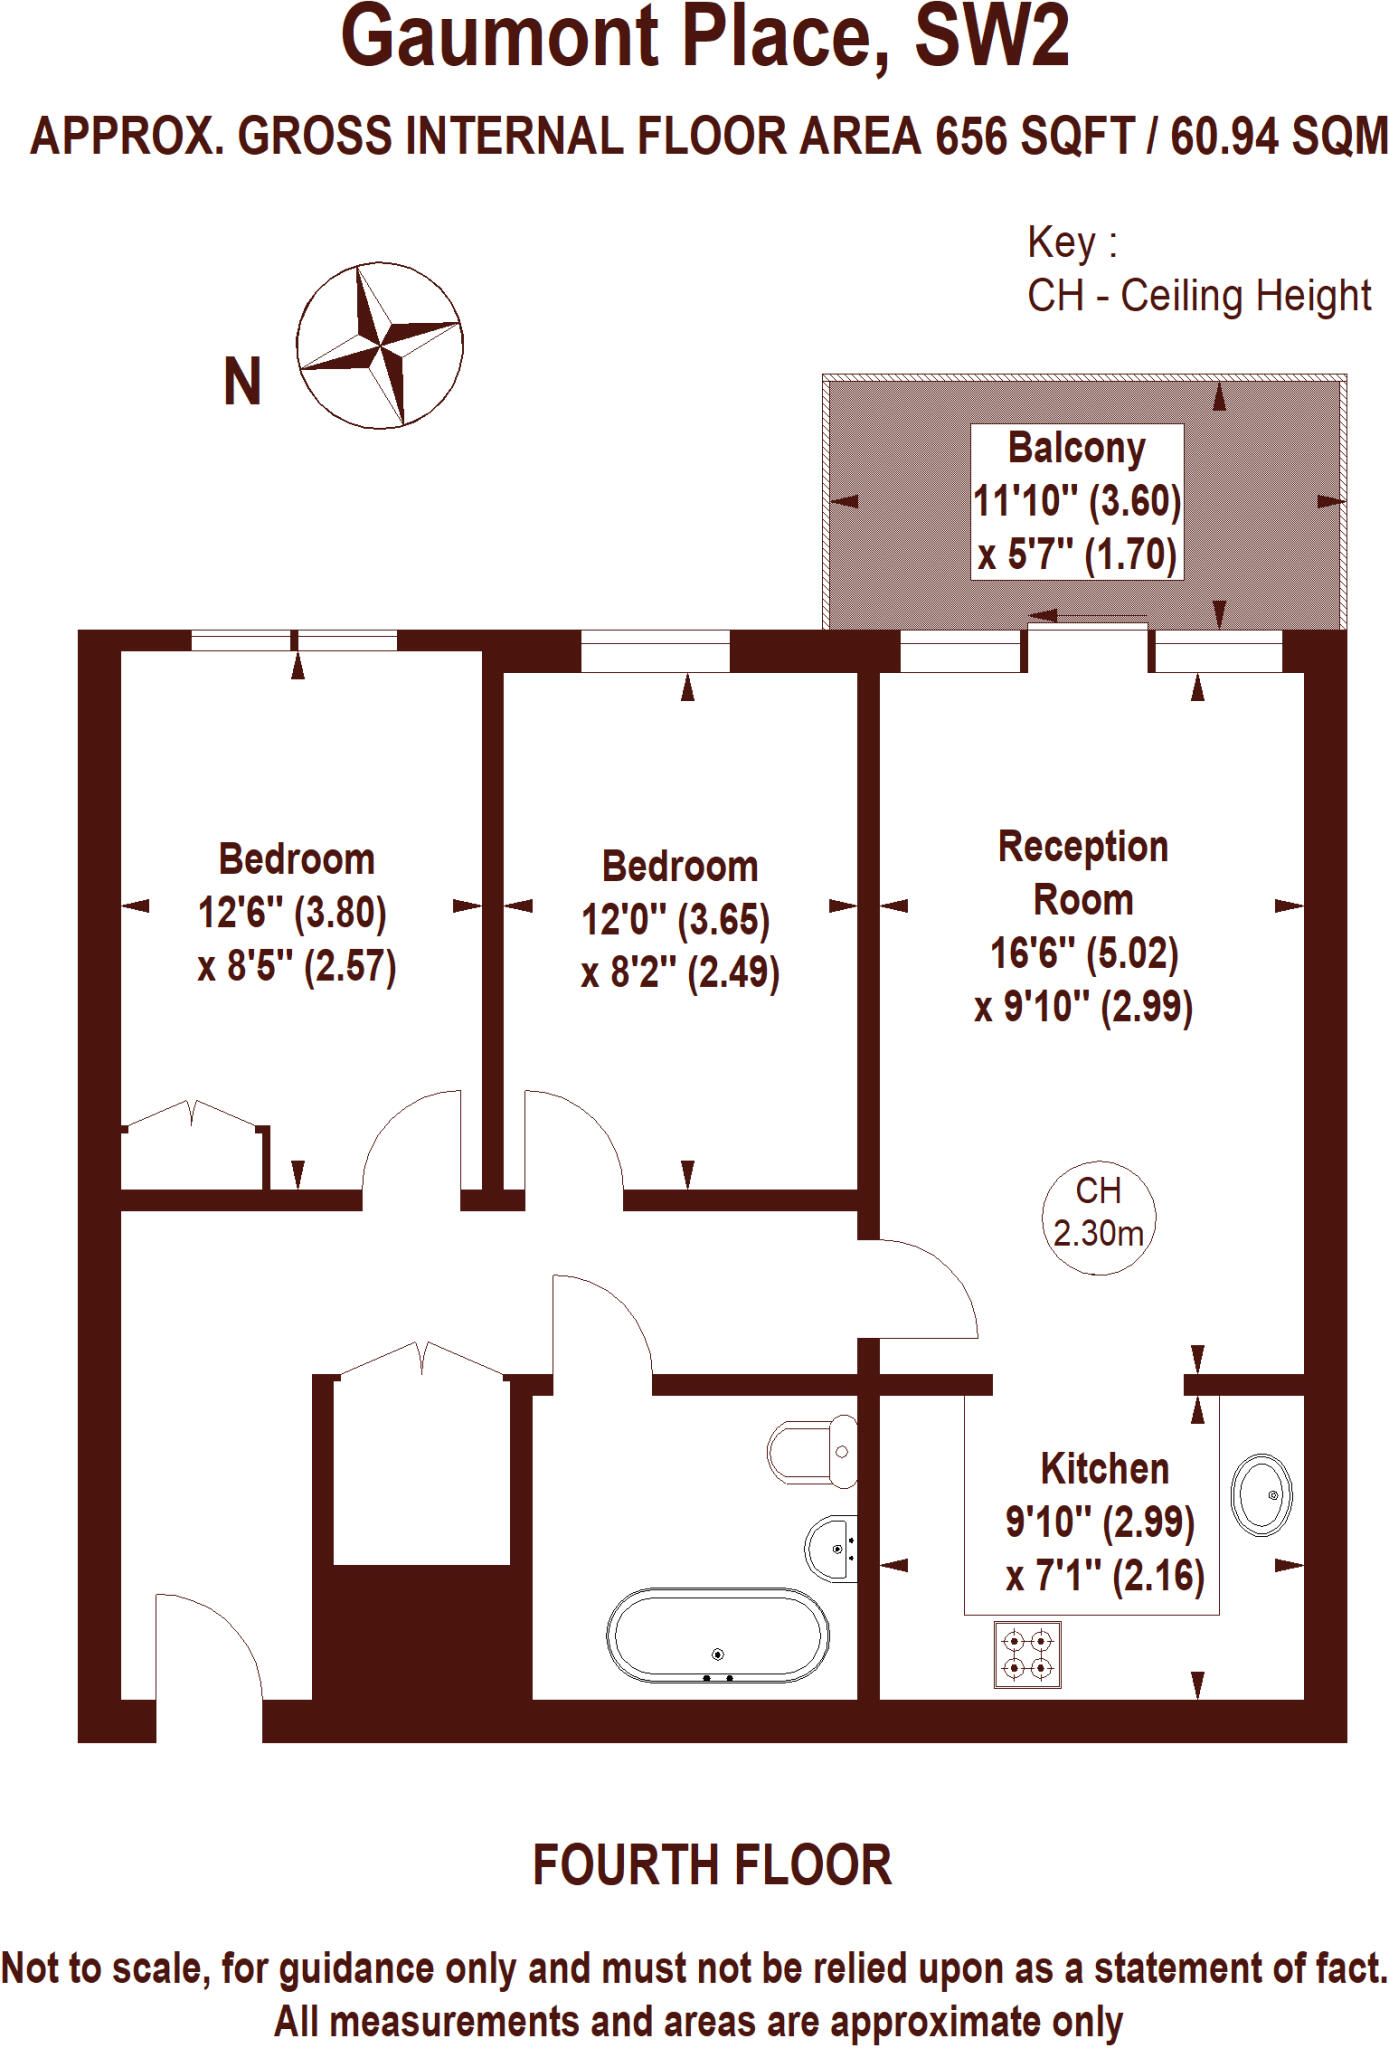 Gaumont Place, SW2
APPROX. GROSS INTERNAL FLOOR AREA 656 SQFT / 60.94 SQM
Key :
CH - Ceiling Height
N
Balcony
11'10" (3.60)
x 5'7" (1.70)
Bedroom
12'6" (3.80)
x 8'5" (2.57)
Bedroom
12'0" (3.65)
x 8'2" (2.49)
Reception
Room
16'6" (5.02)
x 9'10" (2.99)
CH
2.30m
Kitchen
9'10" (2.99)
x 7'1" (2.16)
FOURTH FLOOR
Not to scale, for guidance only and must not be relied upon as a statement of fact.
All measurements and areas are approximate only